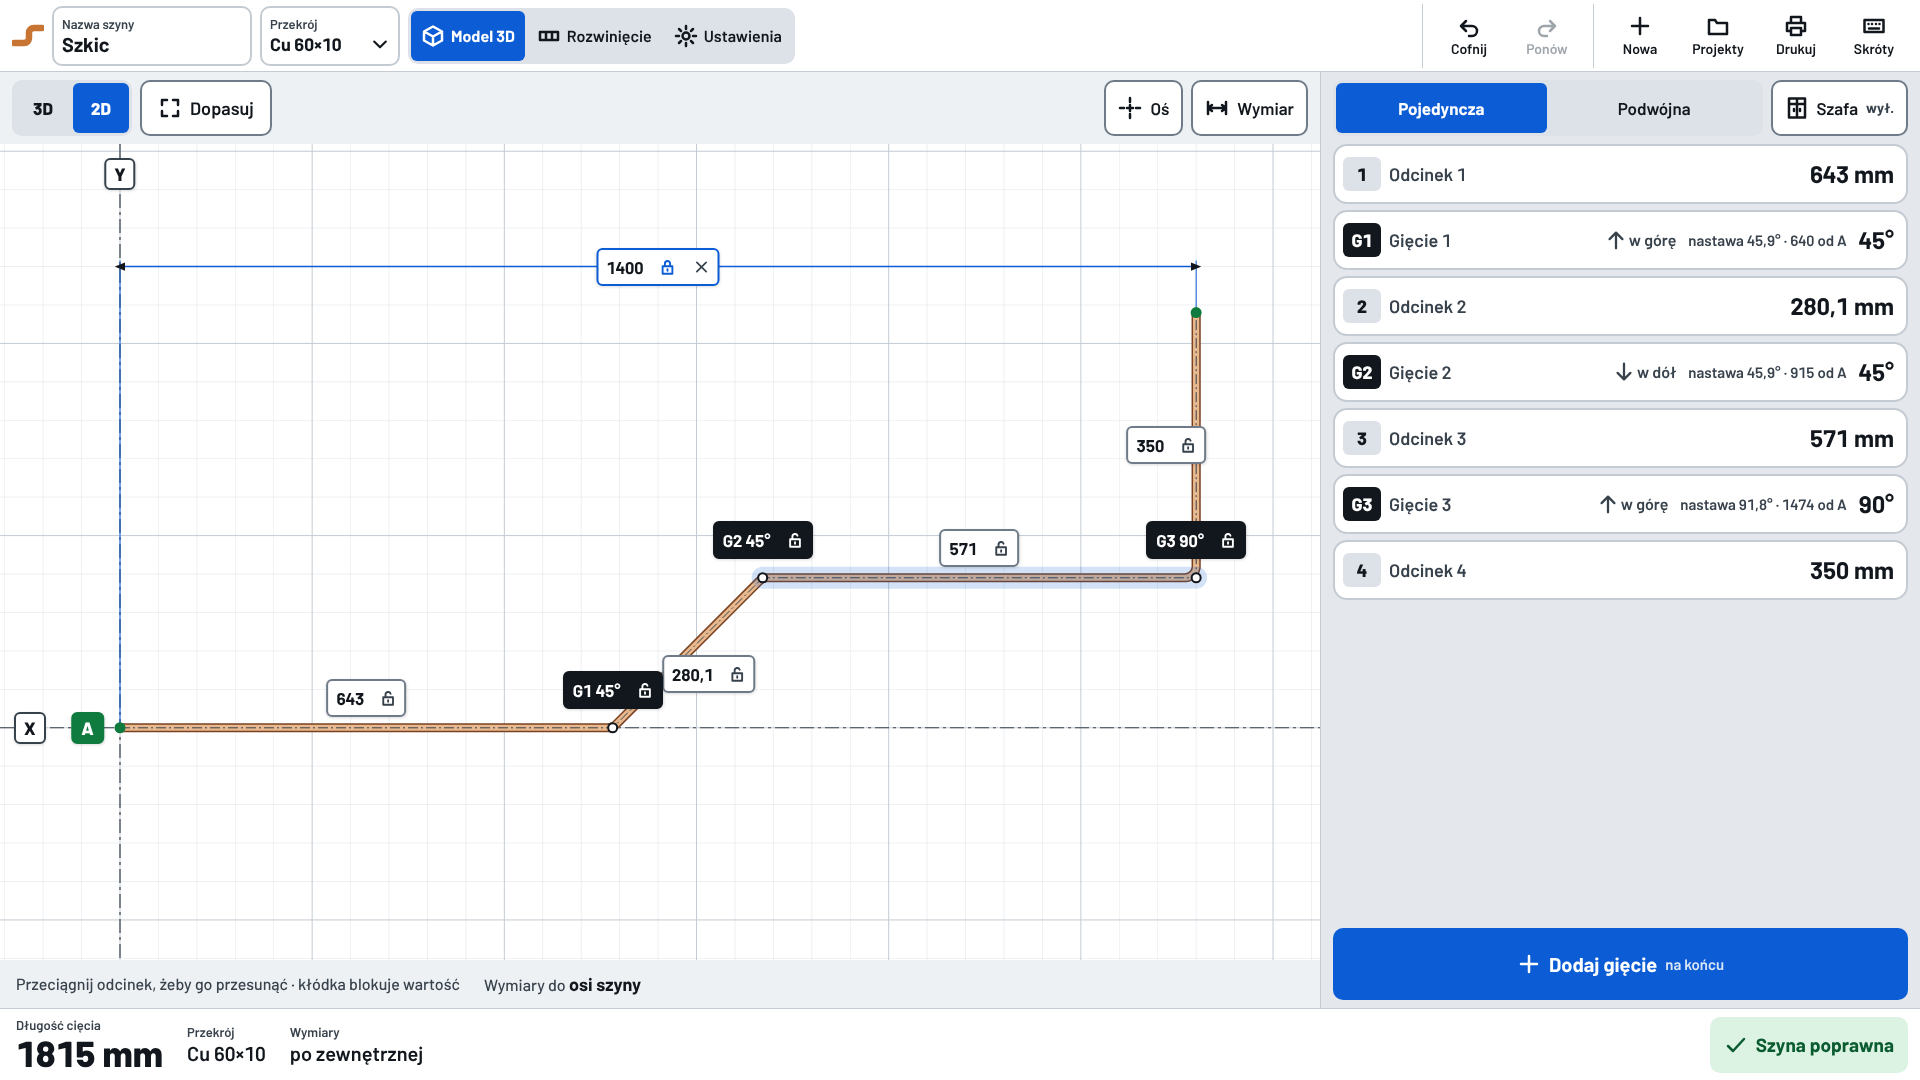 Nazwa szyny
Szkic
Przekrój
Cu 60×10
Model 3D
Rozwinięcie
Ustawienia
Cofnij
Ponów
Nowa
Projekty
Drukuj
Skróty
3D
2D
Dopasuj
Oś
Wymiar
Pojedyncza
Podwójna
Szafa wył.
Y
1400
350
G2 45°
571
G3 90°
280,1
G1 45°
643
X
A
1 Odcinek 1 643 mm
G1 Gięcie 1 w górę nastawa 45,9° · 640 od A 45°
2 Odcinek 2 280,1 mm
G2 Gięcie 2 w dół nastawa 45,9° · 915 od A 45°
3 Odcinek 3 571 mm
G3 Gięcie 3 w górę nastawa 91,8° · 1474 od A 90°
4 Odcinek 4 350 mm
Dodaj gięcie na końcu
Przeciągnij odcinek, żeby go przesunąć · kłódka blokuje wartość
Wymiary do osi szyny
Długość cięcia
1815 mm
Przekrój
Cu 60×10
Wymiary
po zewnętrznej
Szyna poprawna